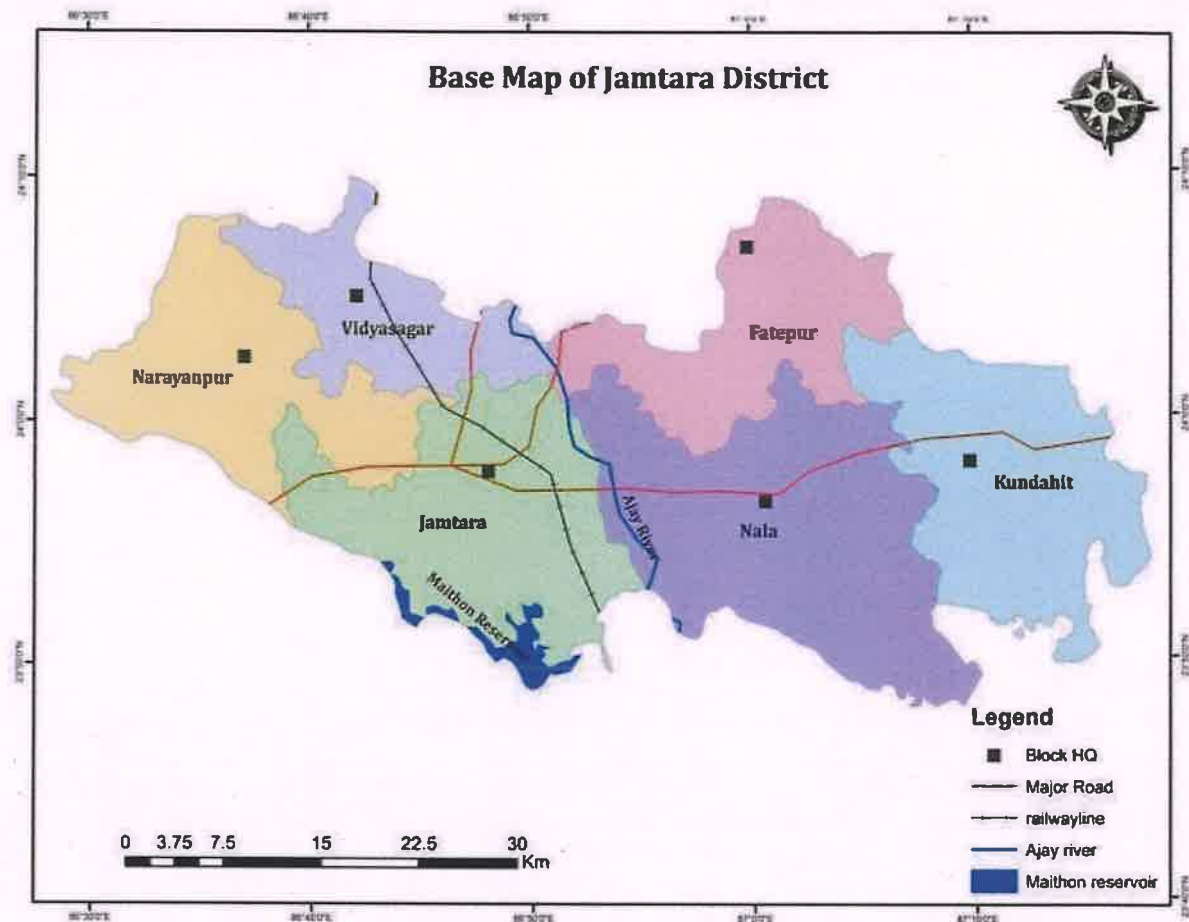 Base Map of Jamtara District
Vidyasagar
Fatepur
Narayanpur
Kundahit
Jamtara
Ajay River
Nala
Maithon Reser
Legend
Block HQ
Major Road
railwayline
Ajay river
Maithon reservoir
0 3.75 7.5 15 22.5 30
Km